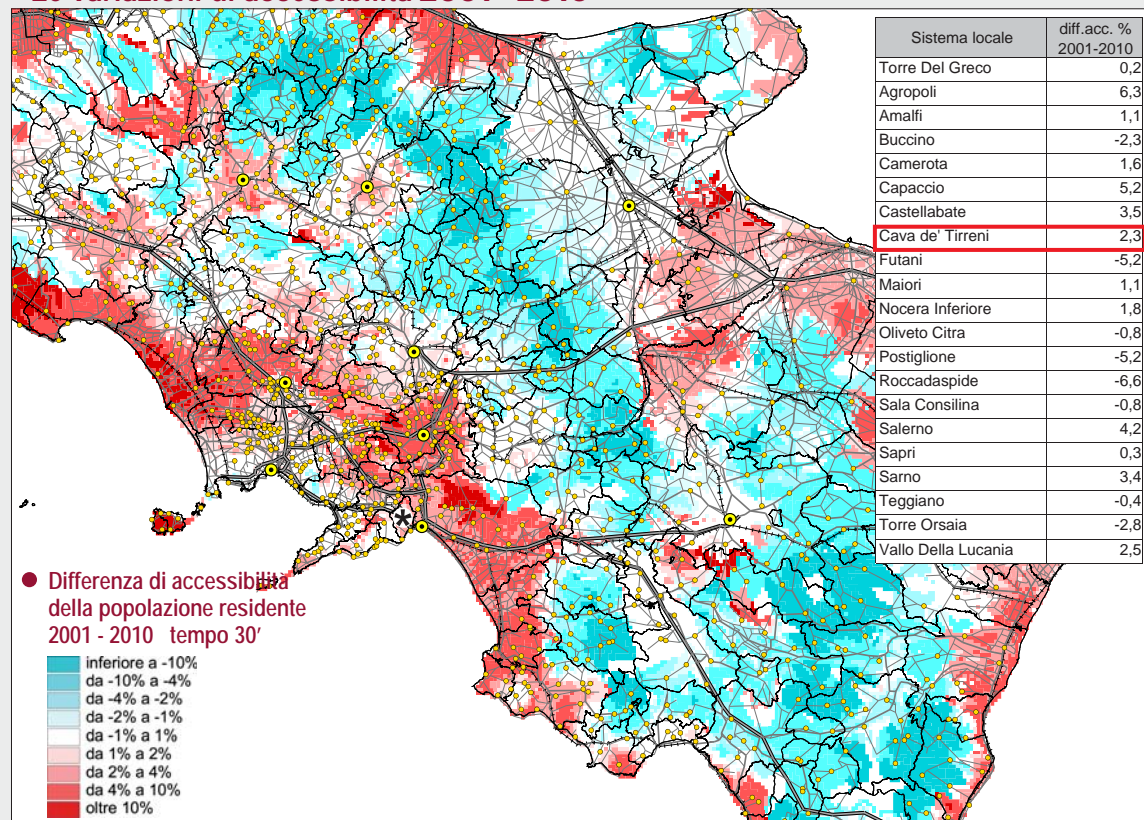 Le variazioni di accessibilità 2001 - 2010
Sistema locale diff.acc. %
2001-2010
Torre Del Greco 0,2
Agropoli 6,3
Amalfi 1,1
Buccino -2,3
Camerota 1,6
Capaccio 5,2
Castellabate 3,5
Cava de' Tirreni 2,3
Futani -5,2
Maiori 1,1
Nocera Inferiore 1,8
Oliveto Citra -0,8
Postiglione -5,2
Roccadaspide -6,6
Sala Consilina -0,8
Salerno 4,2
Sapri 0,3
Sarno 3,4
Teggiano -0,4
Torre Orsaia -2,8
Vallo Della Lucania 2,5
*
● Differenza di accessibilità
della popolazione residente
2001 - 2010 tempo 30'
inferiore a -10%
da -10% a -4%
da -4% a -2%
da -2% a -1%
da -1% a 1%
da 1% a 2%
da 2% a 4%
da 4% a 10%
oltre 10%